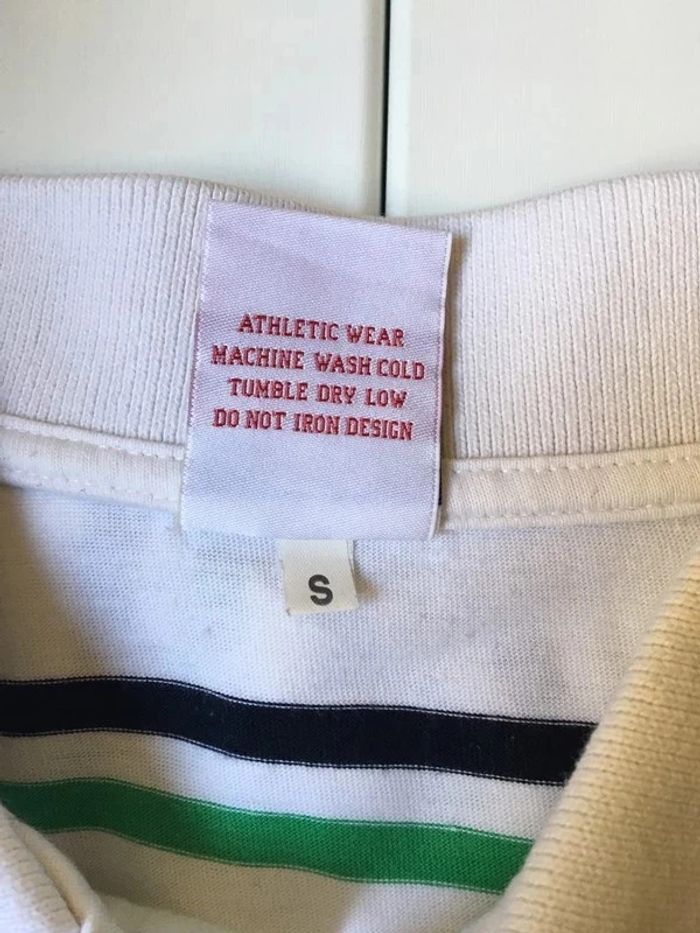 ATHLETIC WEAR
MACHINE WASH COLD
TUMBLE DRY LOW
DO NOT IRON DESIGN
S